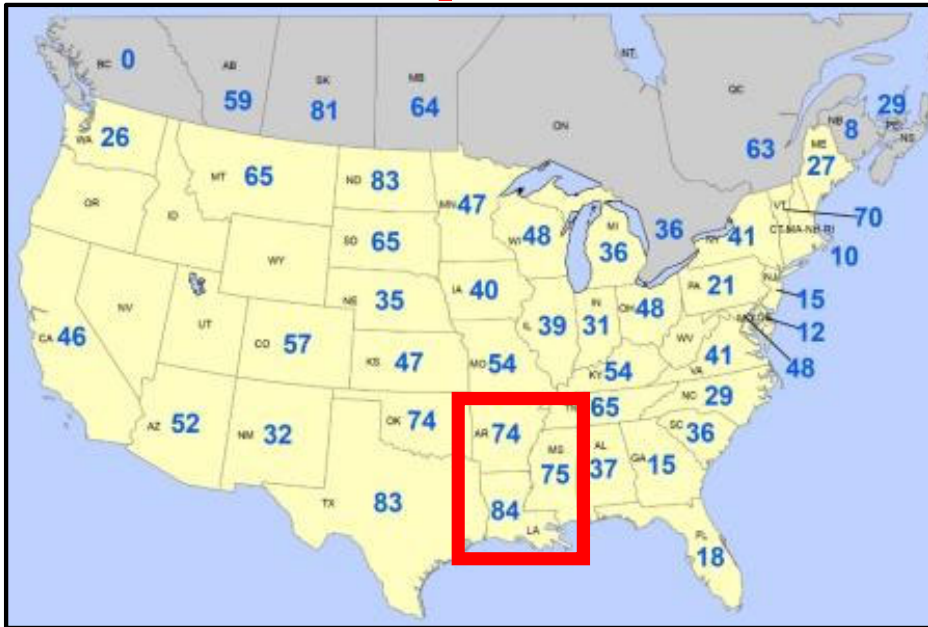 BC 0
AB
59
SK
81
MB
64
ON
QC
63
NT.
NB
8
29
PE
NS
WA 26
OR
ID
MT
65
WY
NV
UT
CA 46
AZ 52
CO 57
NM 32
ND 83
SD 65
NE 35
KS 47
OK 74
TX
83
MN 47
IA 40
MO 54
AR 74
84
LA
WI 48
IL 39
MI
36
36
IN
31
OH 48
KY 54
TN 65
MS
75
AL
37
GA 15
FL
18
SC
36
NC 29
41
VA
WV
PA 21
NY 41
VT
70
ME
27
CT-MA-NH-RI
10
NJ
15
12
48